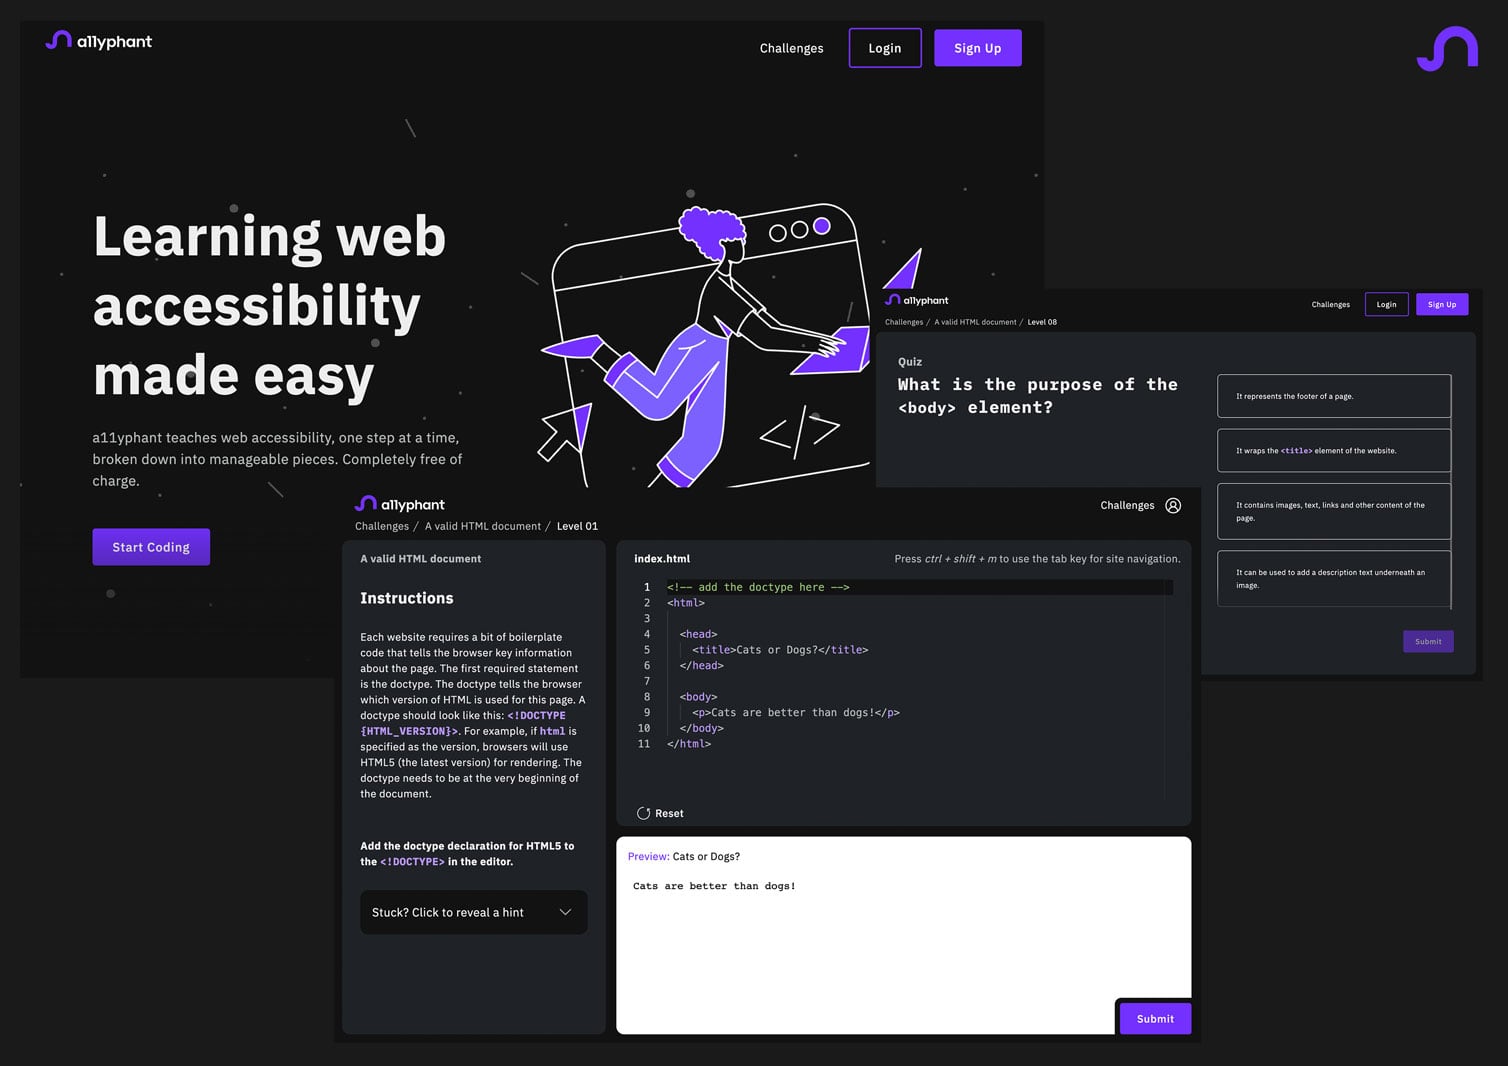 a11yphant
Challenges
Login
Sign Up
Learning web
accessibility
made easy
a11yphant teaches web accessibility, one step at a time,
broken down into manageable pieces. Completely free of
charge.
Start Coding
</>
a11yphant
Challenges
Login
Sign Up
Challenges / A valid HTML document / Level 08
Quiz
What is the purpose of the
<body> element?
It represents the footer of a page.
It wraps the <title> element of the website.
It contains images, text, links and other content of the
page.
It can be used to add a description text underneath an
image.
Submit
a11yphant
Challenges
Challenges / A valid HTML document / Level 01
A valid HTML document
Instructions
Each website requires a bit of boilerplate
code that tells the browser key information
about the page. The first required statement
is the doctype. The doctype tells the browser
which version of HTML is used for this page. A
doctype should look like this: <!DOCTYPE
{HTML_VERSION}>. For example, if html is
specified as the version, browsers will use
HTML5 (the latest version) for rendering. The
doctype needs to be at the very beginning of
the document.
Add the doctype declaration for HTML5 to
the <!DOCTYPE> in the editor.
Stuck? Click to reveal a hint
index.html
Press ctrl + shift + m to use the tab key for site navigation.
1 <!-- add the doctype here -->
2 <html>
3
4 <head>
5 <title>Cats or Dogs?</title>
6 </head>
7
8 <body>
9 <p>Cats are better than dogs!</p>
10 </body>
11 </html>
Reset
Preview: Cats or Dogs?
Cats are better than dogs!
Submit